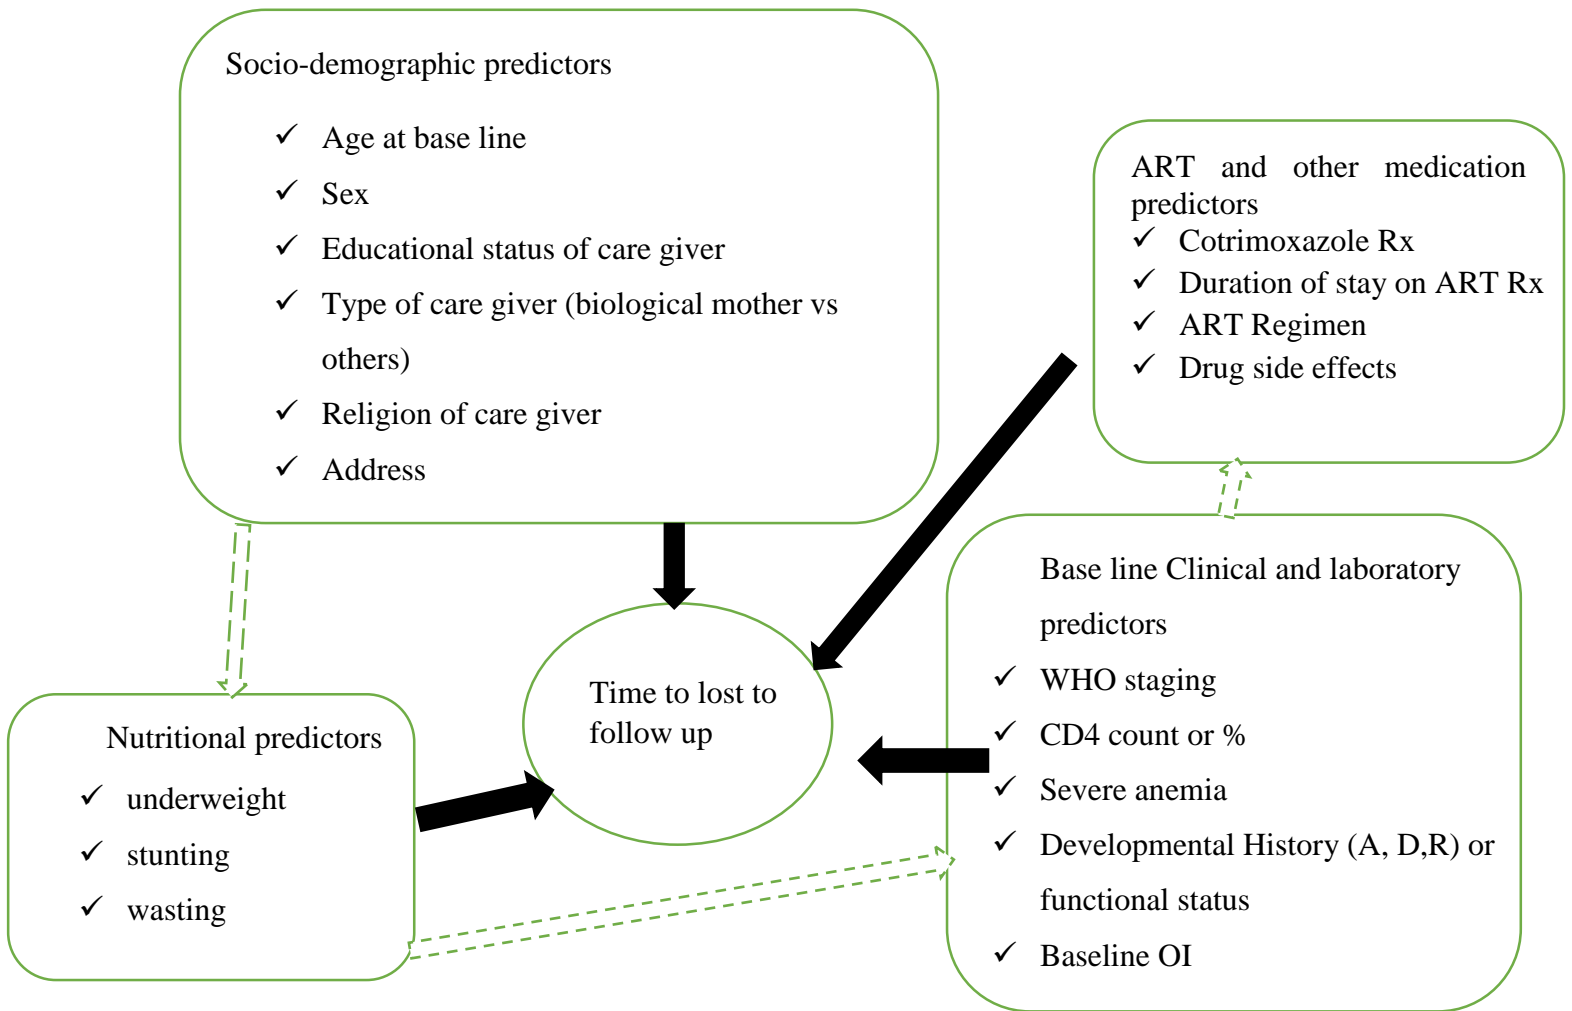 Socio-demographic predictors
✓ Age at base line
✓ Sex
✓ Educational status of care giver
✓ Type of care giver (biological mother vs
others)
✓ Religion of care giver
✓ Address
ART and other medication
predictors
✓ Cotrimoxazole Rx
✓ Duration of stay on ART Rx
✓ ART Regimen
✓ Drug side effects
Time to lost to
follow up
Nutritional predictors
✓ underweight
✓ stunting
✓ wasting
Base line Clinical and laboratory
predictors
✓ WHO staging
✓ CD4 count or %
✓ Severe anemia
✓ Developmental History (A, D,R) or
functional status
✓ Baseline OI